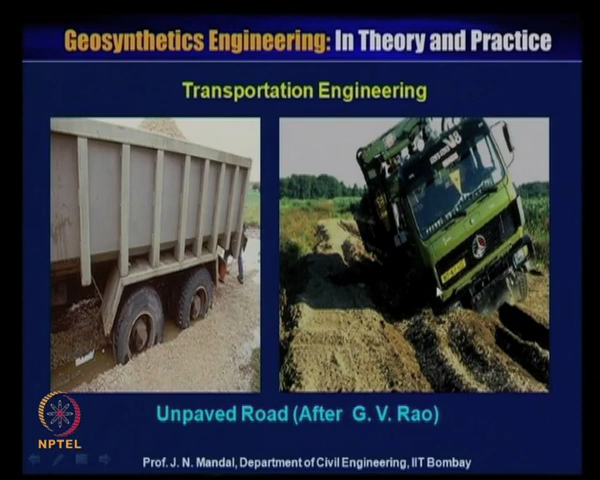 Geosynthetics Engineering: In Theory and Practice
Transportation Engineering
Unpaved Road (After G. V. Rao)
NPTEL
Prof. J. N. Mandal, Department of Civil Engineering, IIT Bombay